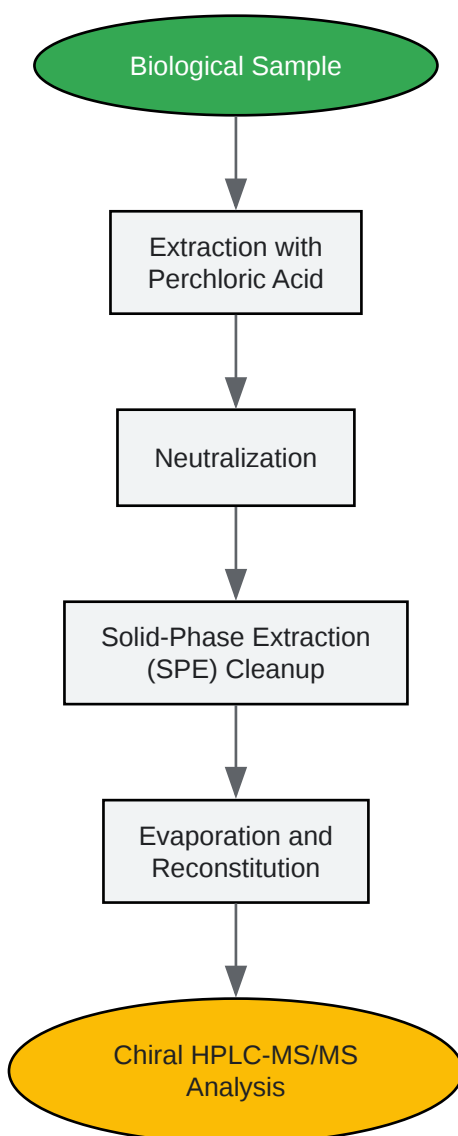 Biological Sample
Extraction with
Perchloric Acid
Neutralization
Solid-Phase Extraction
(SPE) Cleanup
Evaporation and
Reconstitution
Chiral HPLC-MS/MS
Analysis